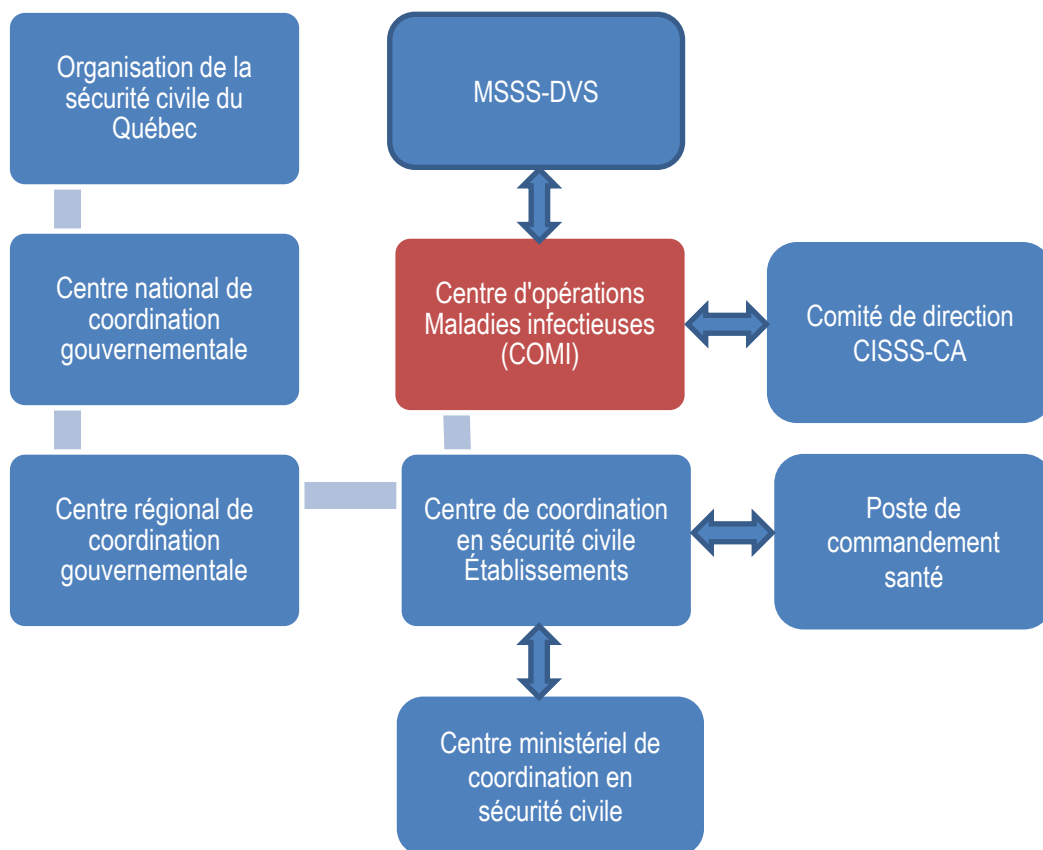 Organisation de la
sécurité civile du
Québec
MSSS-DVS
Centre national de
coordination
gouvernementale
Centre d'opérations
Maladies infectieuses
(COMI)
Comité de direction
CISSS-CA
Centre régional de
coordination
gouvernementale
Centre de coordination
en sécurité civile
Établissements
Poste de
commandement
santé
Centre ministériel de
coordination en
sécurité civile